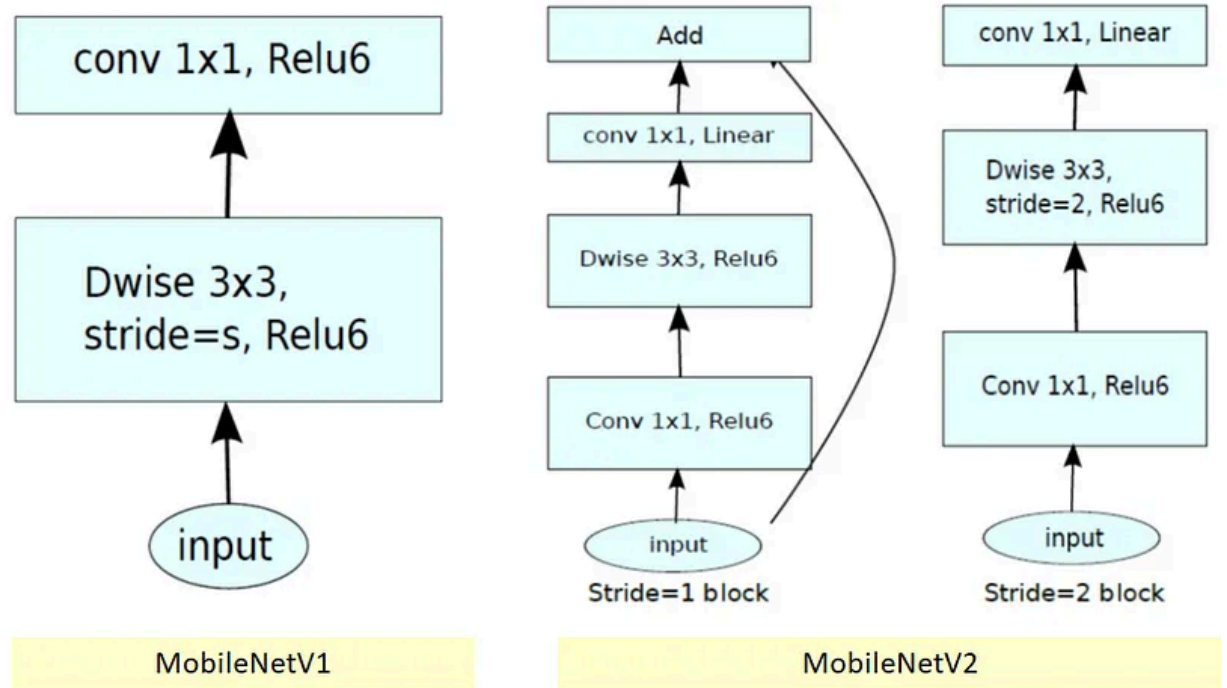 conv 1x1, Relu6
Dwise 3x3,
stride=s, Relu6
input
MobileNetV1
Add
conv 1x1, Linear
Dwise 3x3, Relu6
Conv 1x1, Relu6
input
Stride=1 block
conv 1x1, Linear
Dwise 3x3,
stride=2, Relu6
Conv 1x1, Relu6
input
Stride=2 block
MobileNetV2